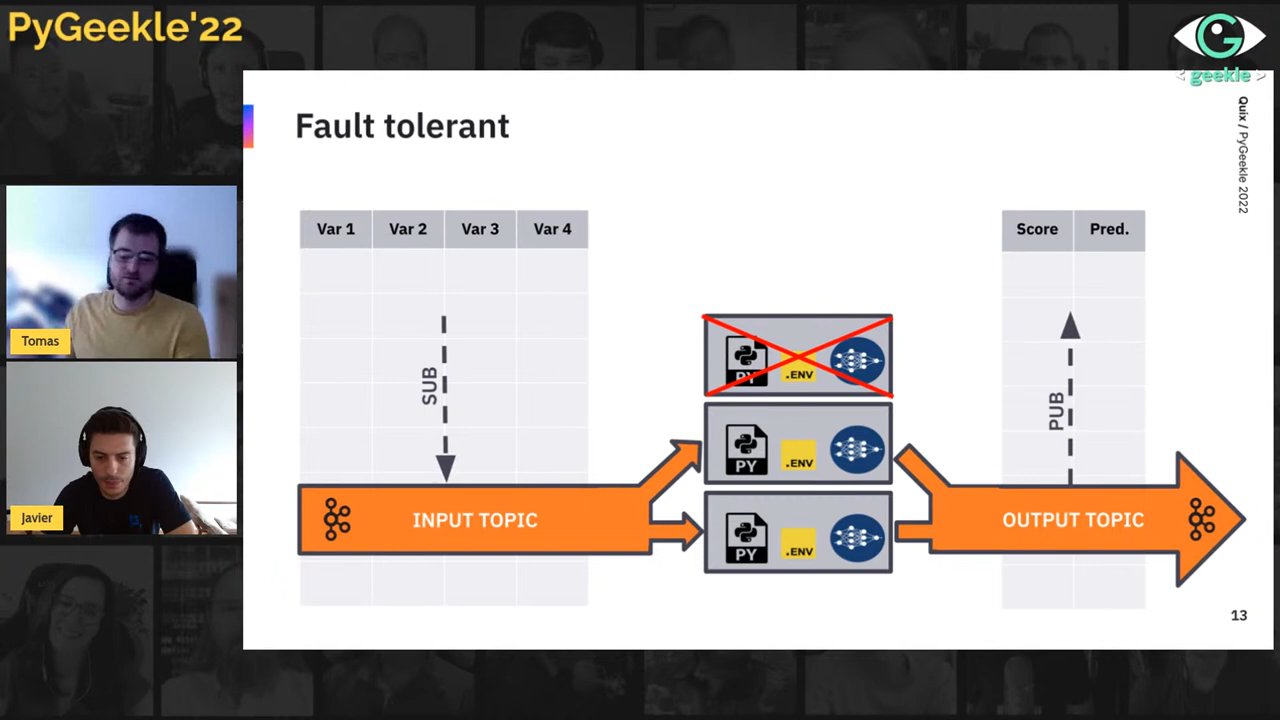 PyGeekle'22
geekle
Quix / PyGeekle 2022
Fault tolerant
Var 1 Var 2 Var 3 Var 4
Score Pred.
SUB
PUB
PY .ENV
PY .ENV
PY .ENV
INPUT TOPIC
OUTPUT TOPIC
13
Tomas
Javier